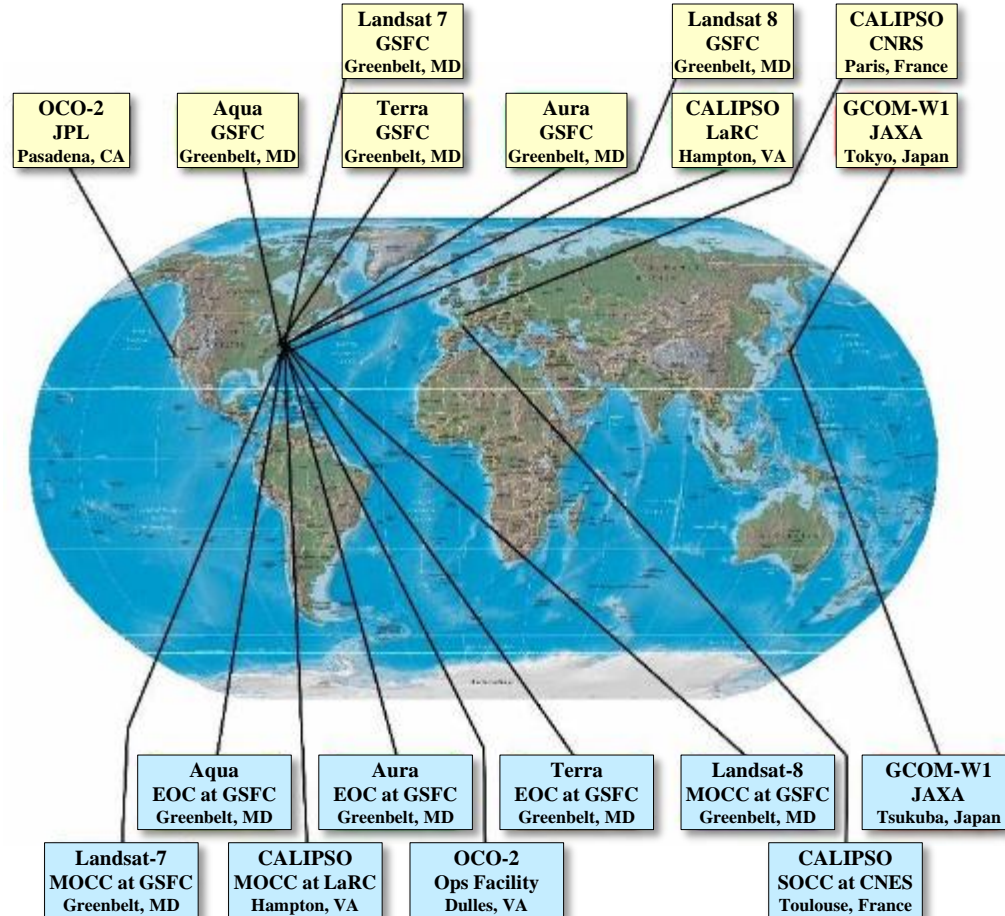 Landsat 7
GSFC
Greenbelt, MD
Landsat 8
GSFC
Greenbelt, MD
CALIPSO
CNRS
Paris, France
OCO-2
JPL
Pasadena, CA
Aqua
GSFC
Greenbelt, MD
Terra
GSFC
Greenbelt, MD
Aura
GSFC
Greenbelt, MD
CALIPSO
LaRC
Hampton, VA
GCOM-W1
JAXA
Tokyo, Japan
Aqua
EOC at GSFC
Greenbelt, MD
Aura
EOC at GSFC
Greenbelt, MD
Terra
EOC at GSFC
Greenbelt, MD
Landsat-8
MOCC at GSFC
Greenbelt, MD
GCOM-W1
JAXA
Tsukuba, Japan
Landsat-7
MOCC at GSFC
Greenbelt, MD
CALIPSO
MOCC at LaRC
Hampton, VA
OCO-2
Ops Facility
Dulles, VA
CALIPSO
SOCC at CNES
Toulouse, France